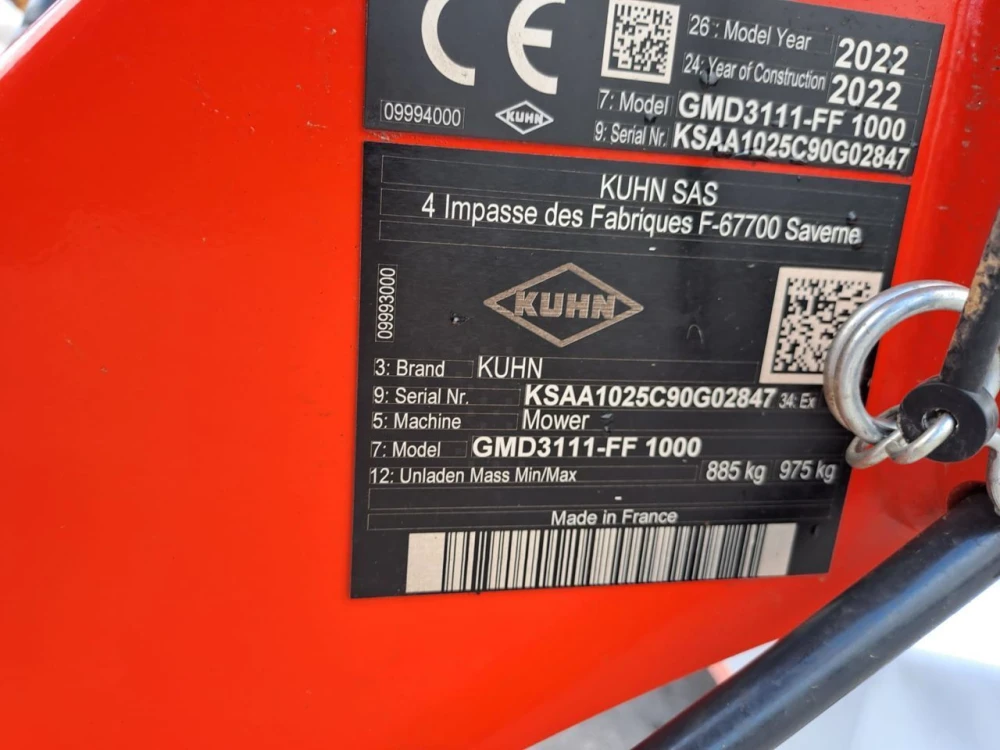 CE
26 : Model Year 2022
24: Year of Construction 2022
7: Model GMD3111-FF 1000
09994000 KUHN 9: Serial Nr. KSAA1025C90G02847
KUHN SAS
4 Impasse des Fabriques F-67700 Saverne
09993000
KUHN
3: Brand KUHN
9: Serial Nr. KSAA1025C90G02847 34: Ex
5: Machine Mower
7: Model GMD3111-FF 1000
12: Unladen Mass Min/Max 885 kg 975 kg
-
Made in France